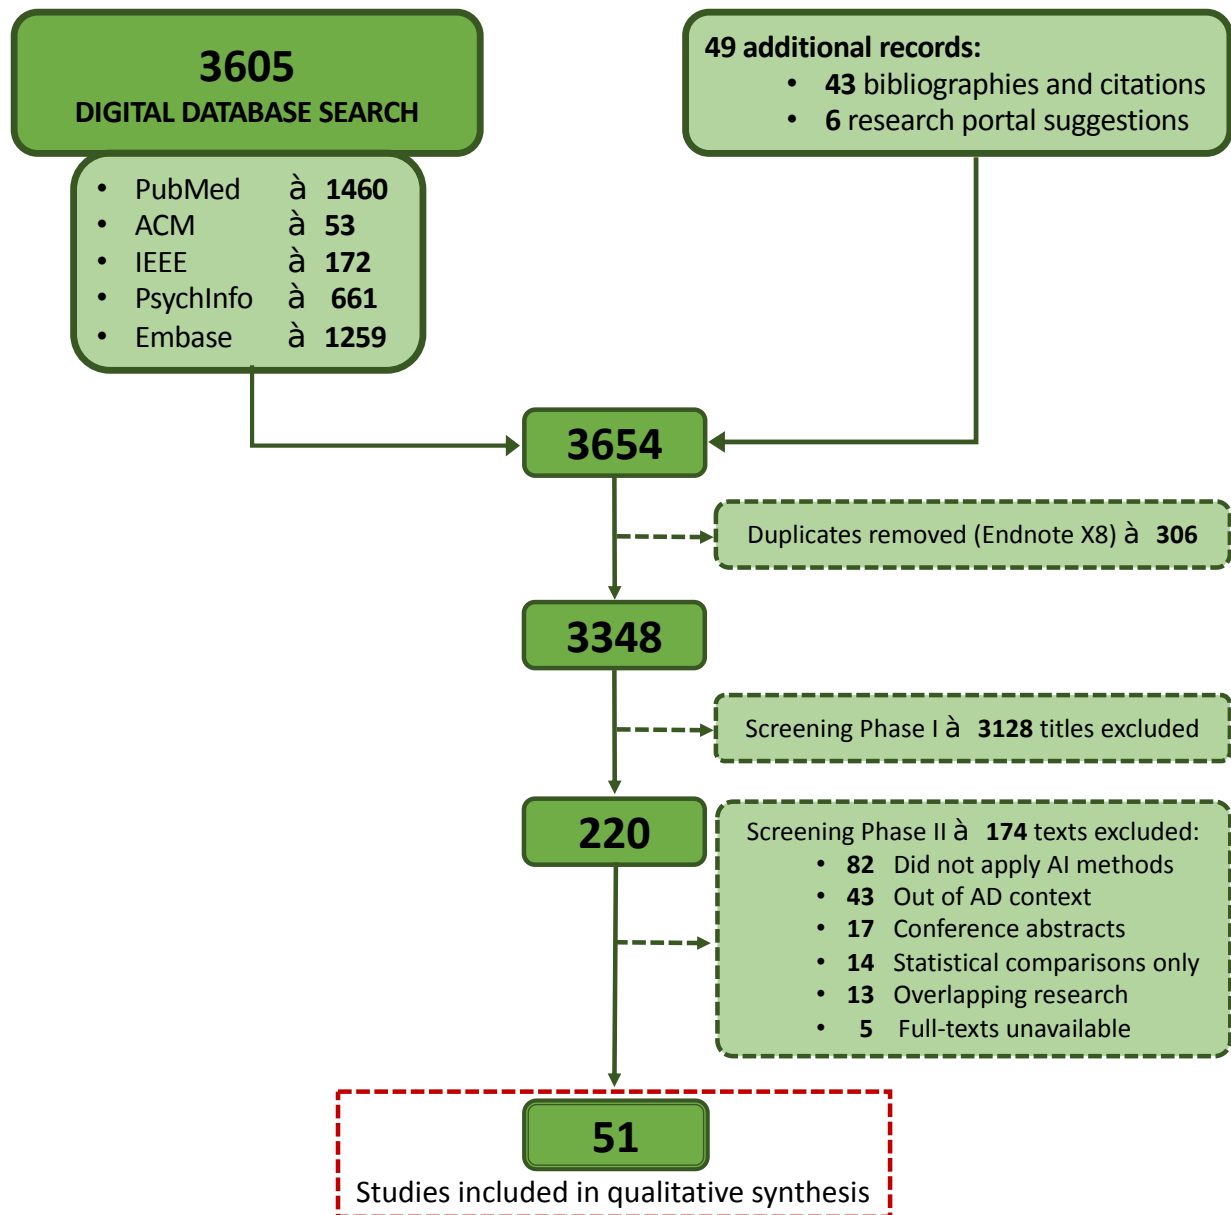 3605
DIGITAL DATABASE SEARCH
• PubMed à 1460
• ACM à 53
• IEEE à 172
• PsychInfo à 661
• Embase à 1259
49 additional records:
• 43 bibliographies and citations
• 6 research portal suggestions
3654
Duplicates removed (Endnote X8) à 306
3348
Screening Phase I à 3128 titles excluded
220
Screening Phase II à 174 texts excluded:
• 82 Did not apply AI methods
• 43 Out of AD context
• 17 Conference abstracts
• 14 Statistical comparisons only
• 13 Overlapping research
• 5 Full-texts unavailable
51
Studies included in qualitative synthesis